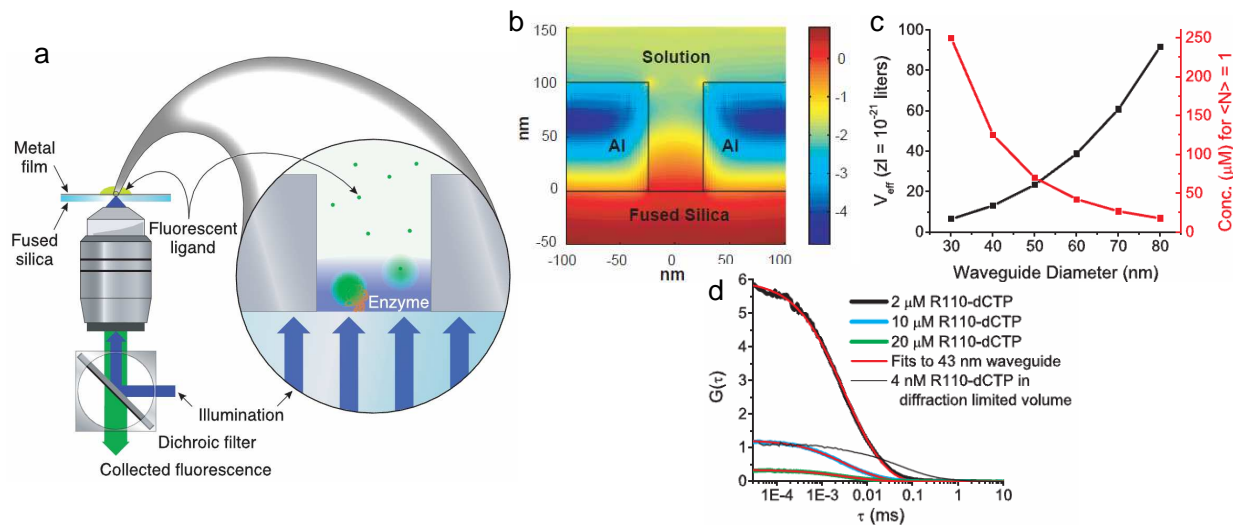 a
Metal
film
Fused
silica
Fluorescent
ligand
Enzyme
Illumination
Dichroic filter
Collected fluorescence
b
150
100
50
0
-50
nm
Solution
Al
Al
Fused Silica
-100
-50
0
50
100
nm
0
-1
-2
-3
-4
c
100
80
60
40
20
0
V_eff (zl = 10^-21 liters)
30 40 50 60 70 80
Waveguide Diameter (nm)
250
200
150
100
50
0
Conc. (μM) for <N> = 1
d
6
5
4
3
2
1
0
G(τ)
2 μM R110-dCTP
10 μM R110-dCTP
20 μM R110-dCTP
Fits to 43 nm waveguide
4 nM R110-dCTP in
diffraction limited volume
1E-4 1E-3 0.01 0.1 1 10
τ (ms)